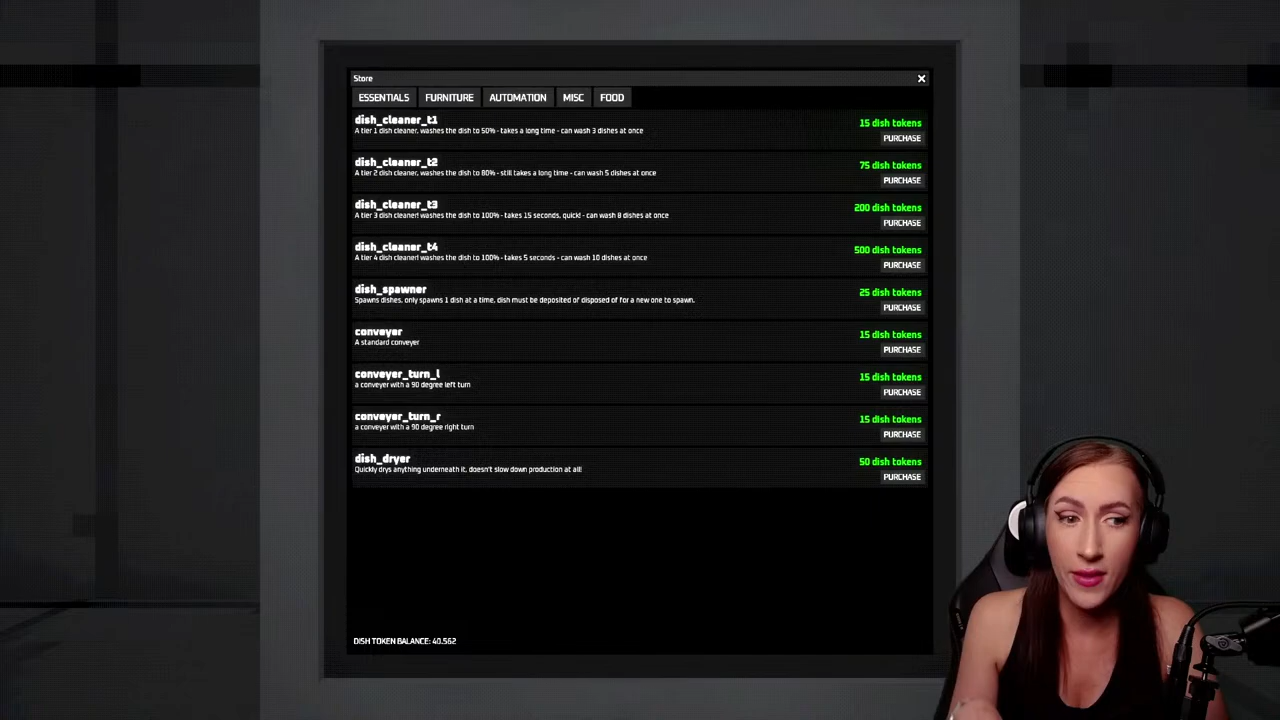 Store
ESSENTIALS FURNITURE AUTOMATION MISC FOOD
dish_cleaner_t1
15 dish tokens
A tier 1 dish cleaner, washes the dish to 50% - takes a long time - can wash 3 dishes at once
PURCHASE
dish_cleaner_t2
75 dish tokens
A tier 2 dish cleaner, washes the dish to 80% - still takes a long time - can wash 5 dishes at once
PURCHASE
dish_cleaner_t3
200 dish tokens
A tier 3 dish cleaner! washes the dish to 100% - takes 15 seconds, quick! - can wash 8 dishes at once
PURCHASE
dish_cleaner_t4
500 dish tokens
A tier 4 dish cleaner! washes the dish to 100% - takes 5 seconds - can wash 10 dishes at once
PURCHASE
dish_spawner
25 dish tokens
Spawns dishes, only spawns 1 dish at a time, dish must be deposited of disposed of for a new one to spawn.
PURCHASE
conveyer
15 dish tokens
A standard conveyer
PURCHASE
conveyer_turn_l
15 dish tokens
a conveyer with a 90 degree left turn
PURCHASE
conveyer_turn_r
15 dish tokens
a conveyer with a 90 degree right turn
PURCHASE
dish_dryer
50 dish tokens
Quickly drys anything underneath it, doesn't slow down production at all!
PURCHASE
DISH TOKEN BALANCE: 40.562